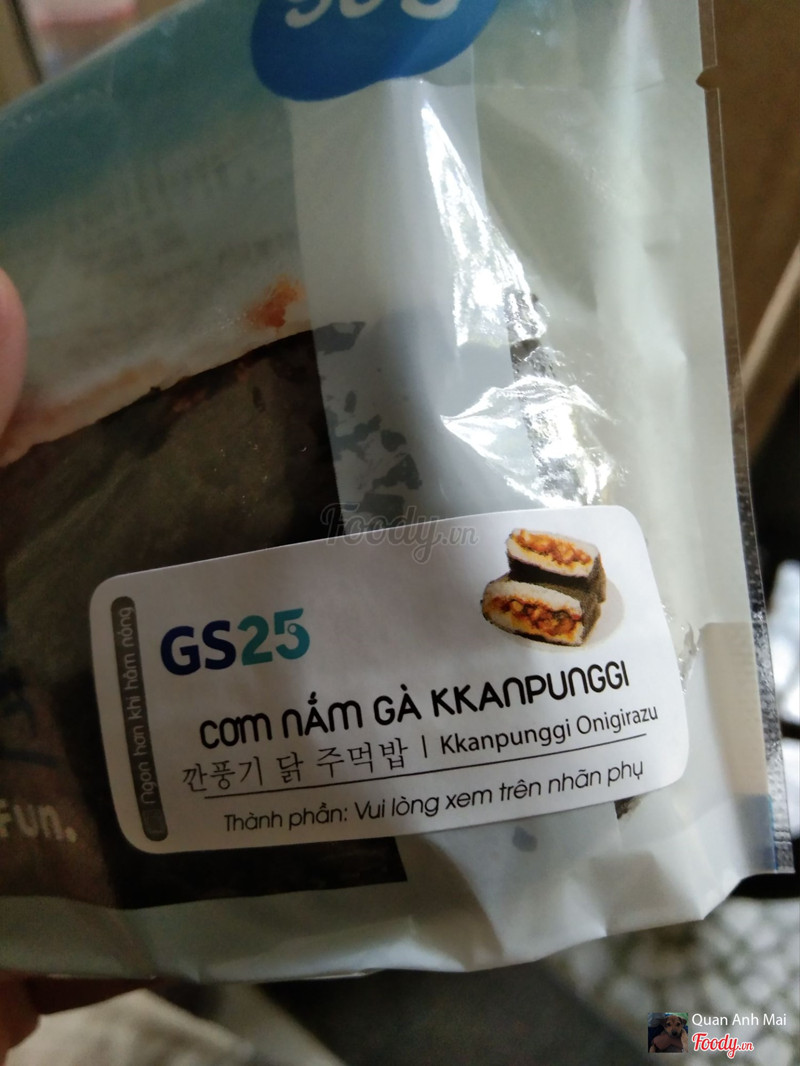 Foody.vn
Ngon hơn khi hâm nóng
GS25
CƠM NẮM GÀ KKANPUNGGI
깐풍기 닭 주먹밥 | Kkanpunggi Onigirazu
Thành phần: Vui lòng xem trên nhãn phụ
Fun.
Quan Anh Mai
Foody.vn